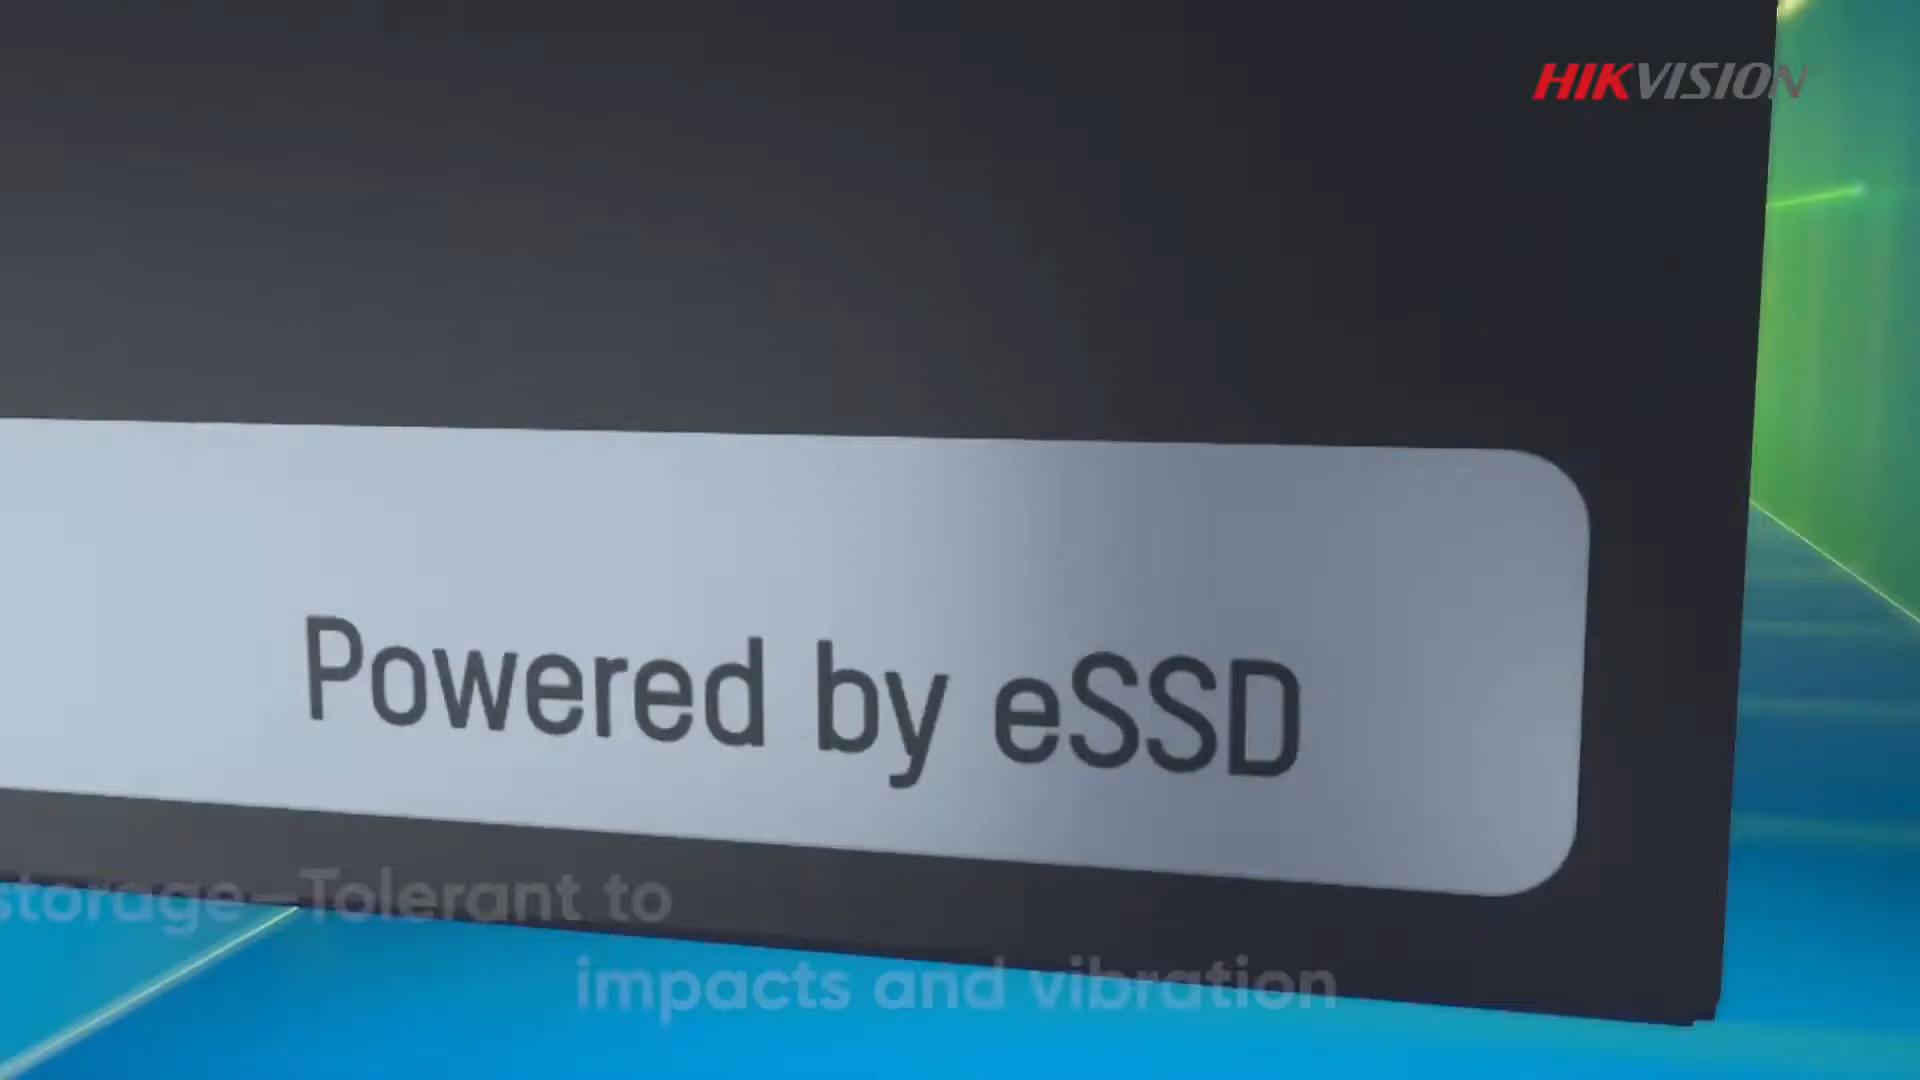 HIKVISION
Powered by eSSD
storage–Tolerant to
impacts and vibration